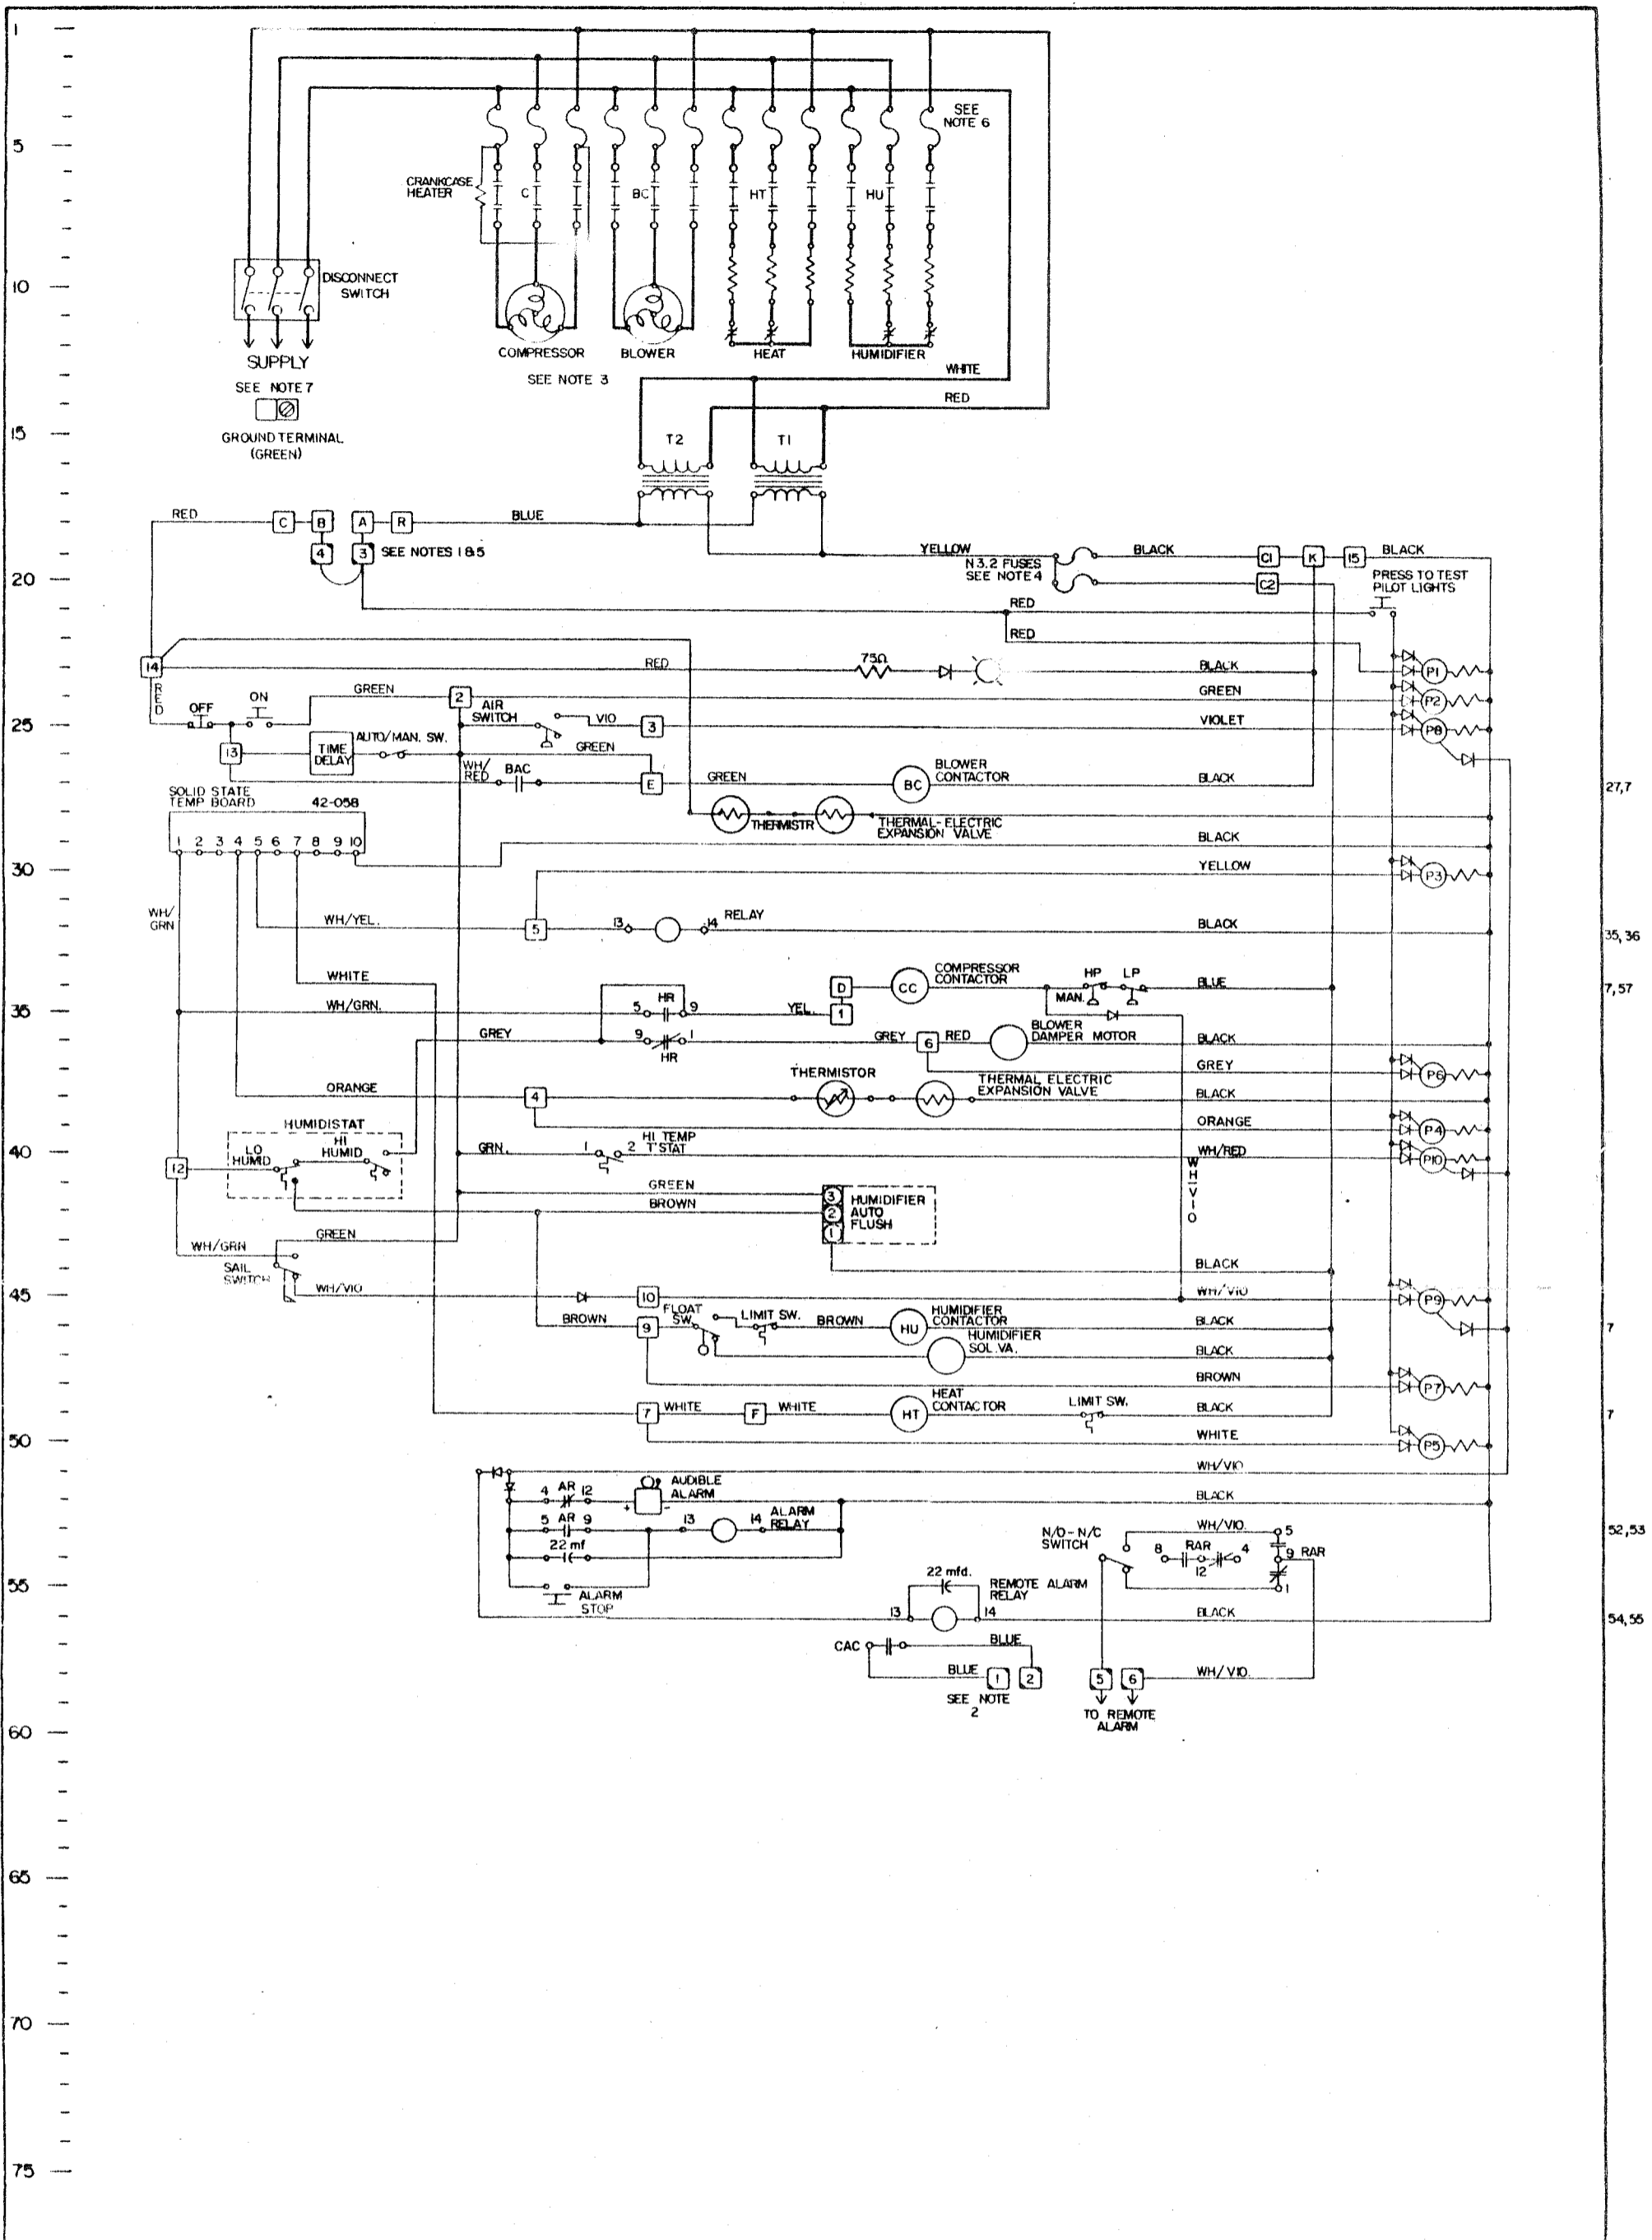 1
SEE
NOTE 6
5
CRANKCASE
HEATER
C
BC
HT
HU
10
DISCONNECT
SWITCH
SUPPLY
COMPRESSOR
BLOWER
HEAT
HUMIDIFIER
SEE NOTE 3
WHITE
SEE NOTE 7
RED
15
GROUND TERMINAL
(GREEN)
T2
T1
RED
C
B
A
R
BLUE
4
3
SEE NOTES 1 & 5
YELLOW
N3.2 FUSES
SEE NOTE 4
BLACK
C1
K
15
BLACK
20
C2
PRESS TO TEST
PILOT LIGHTS
RED
RED
14
RED
75Ω
BLACK
P1
RED
OFF
ON
GREEN
2
GREEN
P2
25
AIR
SWITCH
VIO
3
VIOLET
P8
13
TIME
DELAY
AUTO/MAN. SW.
GREEN
WH/
RED
BAC
E
GREEN
BC
BLOWER
CONTACTOR
BLACK
27,7
SOLID STATE
TEMP BOARD
42-058
THERMISTR
THERMAL-ELECTRIC
EXPANSION VALVE
BLACK
1 2 3 4 5 6 7 8 9 10
30
YELLOW
P3
WH/
GRN
WH/YEL.
5
13
14
RELAY
BLACK
35,36
WHITE
D
CC
COMPRESSOR
CONTACTOR
HP
LP
MAN.
BLUE
7,57
35
WH/GRN.
5
HR
9
YEL.
1
GREY
9
HR
1
GREY
6
RED
BLOWER
DAMPER MOTOR
BLACK
GREY
P6
ORANGE
4
THERMISTOR
THERMAL ELECTRIC
EXPANSION VALVE
BLACK
ORANGE
P4
HUMIDISTAT
40
12
LO
HUMID
HI
HUMID
GRN.
1
2
HI TEMP
T'STAT
WH/RED
P10
WH/VIO
GREEN
BROWN
3
2
1
HUMIDIFIER
AUTO
FLUSH
WH/GRN
GREEN
SAIL
SWITCH
BLACK
45
WH/VIO
10
WH/VIO
P9
BROWN
9
FLOAT
SW.
LIMIT SW.
BROWN
HU
HUMIDIFIER
CONTACTOR
BLACK
7
HUMIDIFIER
SOL. VA.
BLACK
BROWN
P7
7
WHITE
F
WHITE
HT
HEAT
CONTACTOR
LIMIT SW.
BLACK
7
50
WHITE
P5
WH/VIO
4
AR
12
+
-
AUDIBLE
ALARM
BLACK
5
AR
9
13
14
ALARM
RELAY
52,53
22 mf
N/O-N/C
SWITCH
WH/VIO.
5
8
RAR
4
12
9
RAR
1
55
ALARM
STOP
22 mfd.
REMOTE ALARM
RELAY
13
14
BLACK
54,55
CAC
BLUE
BLUE
1
2
5
6
WH/VIO.
SEE NOTE
2
TO REMOTE
ALARM
60
65
70
75